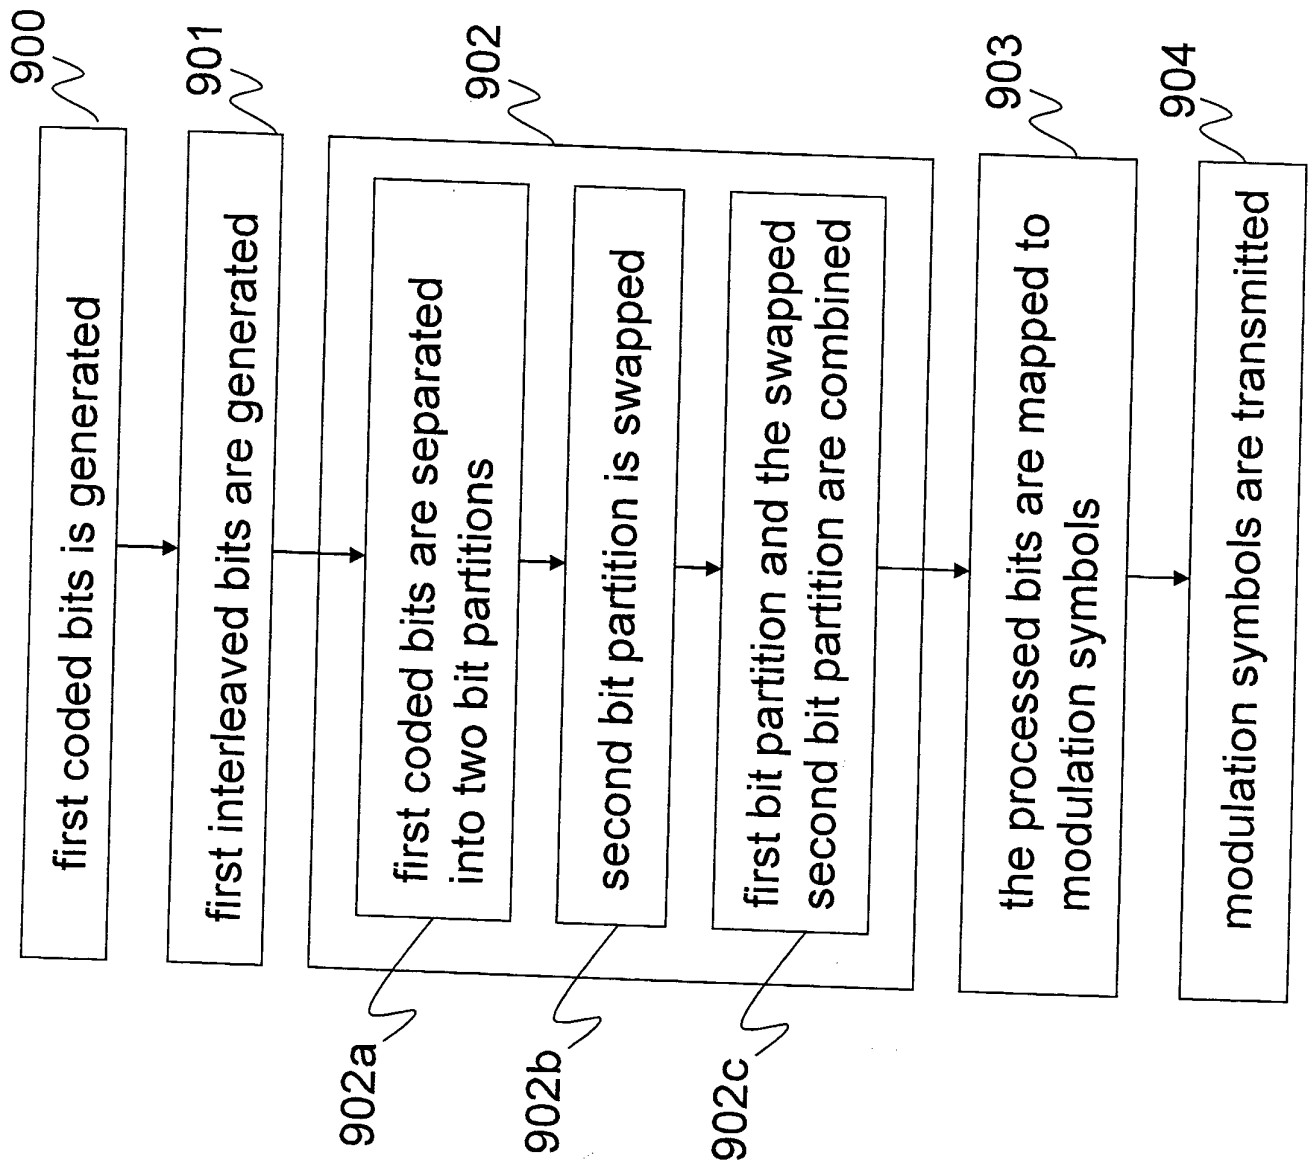 900
first coded bits is generated
901
first interleaved bits are generated
902
902a
first coded bits are separated
into two bit partitions
902b
second bit partition is swapped
902c
first bit partition and the swapped
second bit partition are combined
903
the processed bits are mapped to
modulation symbols
904
modulation symbols are transmitted